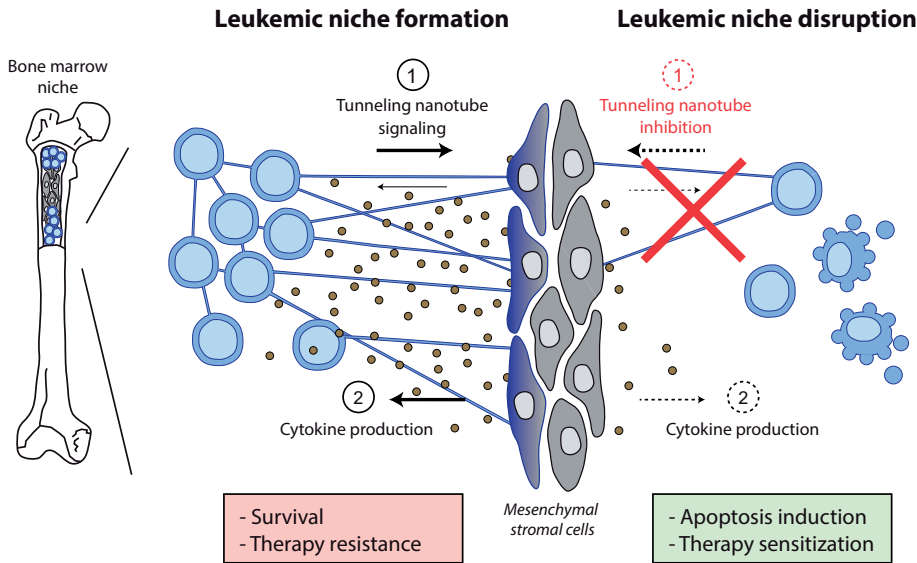 Leukemic niche formation
Leukemic niche disruption
Bone marrow
niche
1
Tunneling nanotube
signaling
1
Tunneling nanotube
inhibition
2
Cytokine production
2
Cytokine production
Mesenchymal
stromal cells
- Survival
- Therapy resistance
- Apoptosis induction
- Therapy sensitization